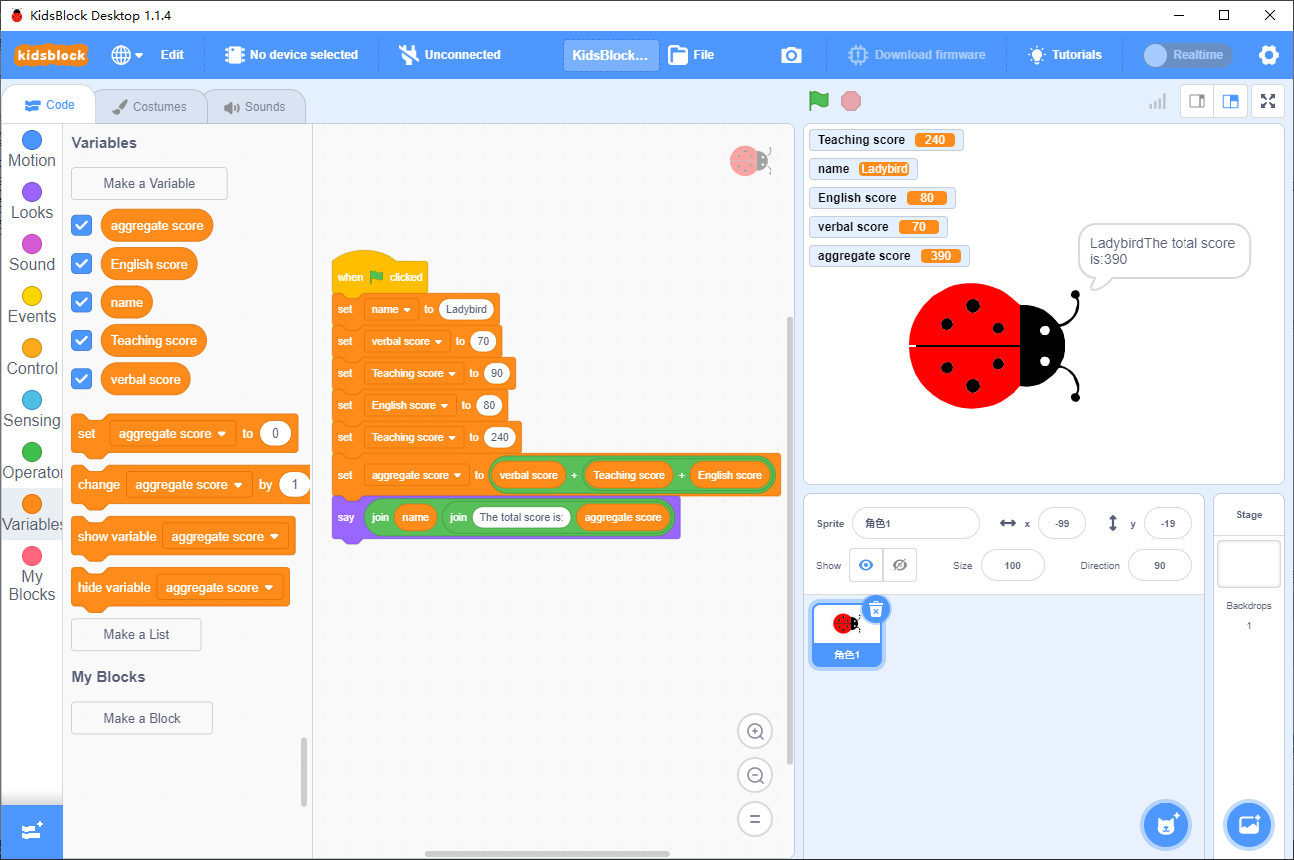 KidsBlock Desktop 1.1.4
kidsblock
Edit
No device selected
Unconnected
KidsBlock...
File
Download firmware
Tutorials
Realtime
Code
Costumes
Sounds
Motion
Looks
Sound
Events
Control
Sensing
Operator
Variables
My
Blocks
Variables
Make a Variable
aggregate score
English score
name
Teaching score
verbal score
set aggregate score to 0
change aggregate score by 1
show variable aggregate score
hide variable aggregate score
Make a List
My Blocks
Make a Block
when clicked
set name to Ladybird
set verbal score to 70
set Teaching score to 90
set English score to 80
set Teaching score to 240
set aggregate score to verbal score + Teaching score + English score
say join name join The total score is: aggregate score
Teaching score 240
name Ladybird
English score 80
verbal score 70
aggregate score 390
LadybirdThe total score
is:390
Sprite 角色1 x -99 y -19
Show Size 100 Direction 90
角色1
Stage
Backdrops
1